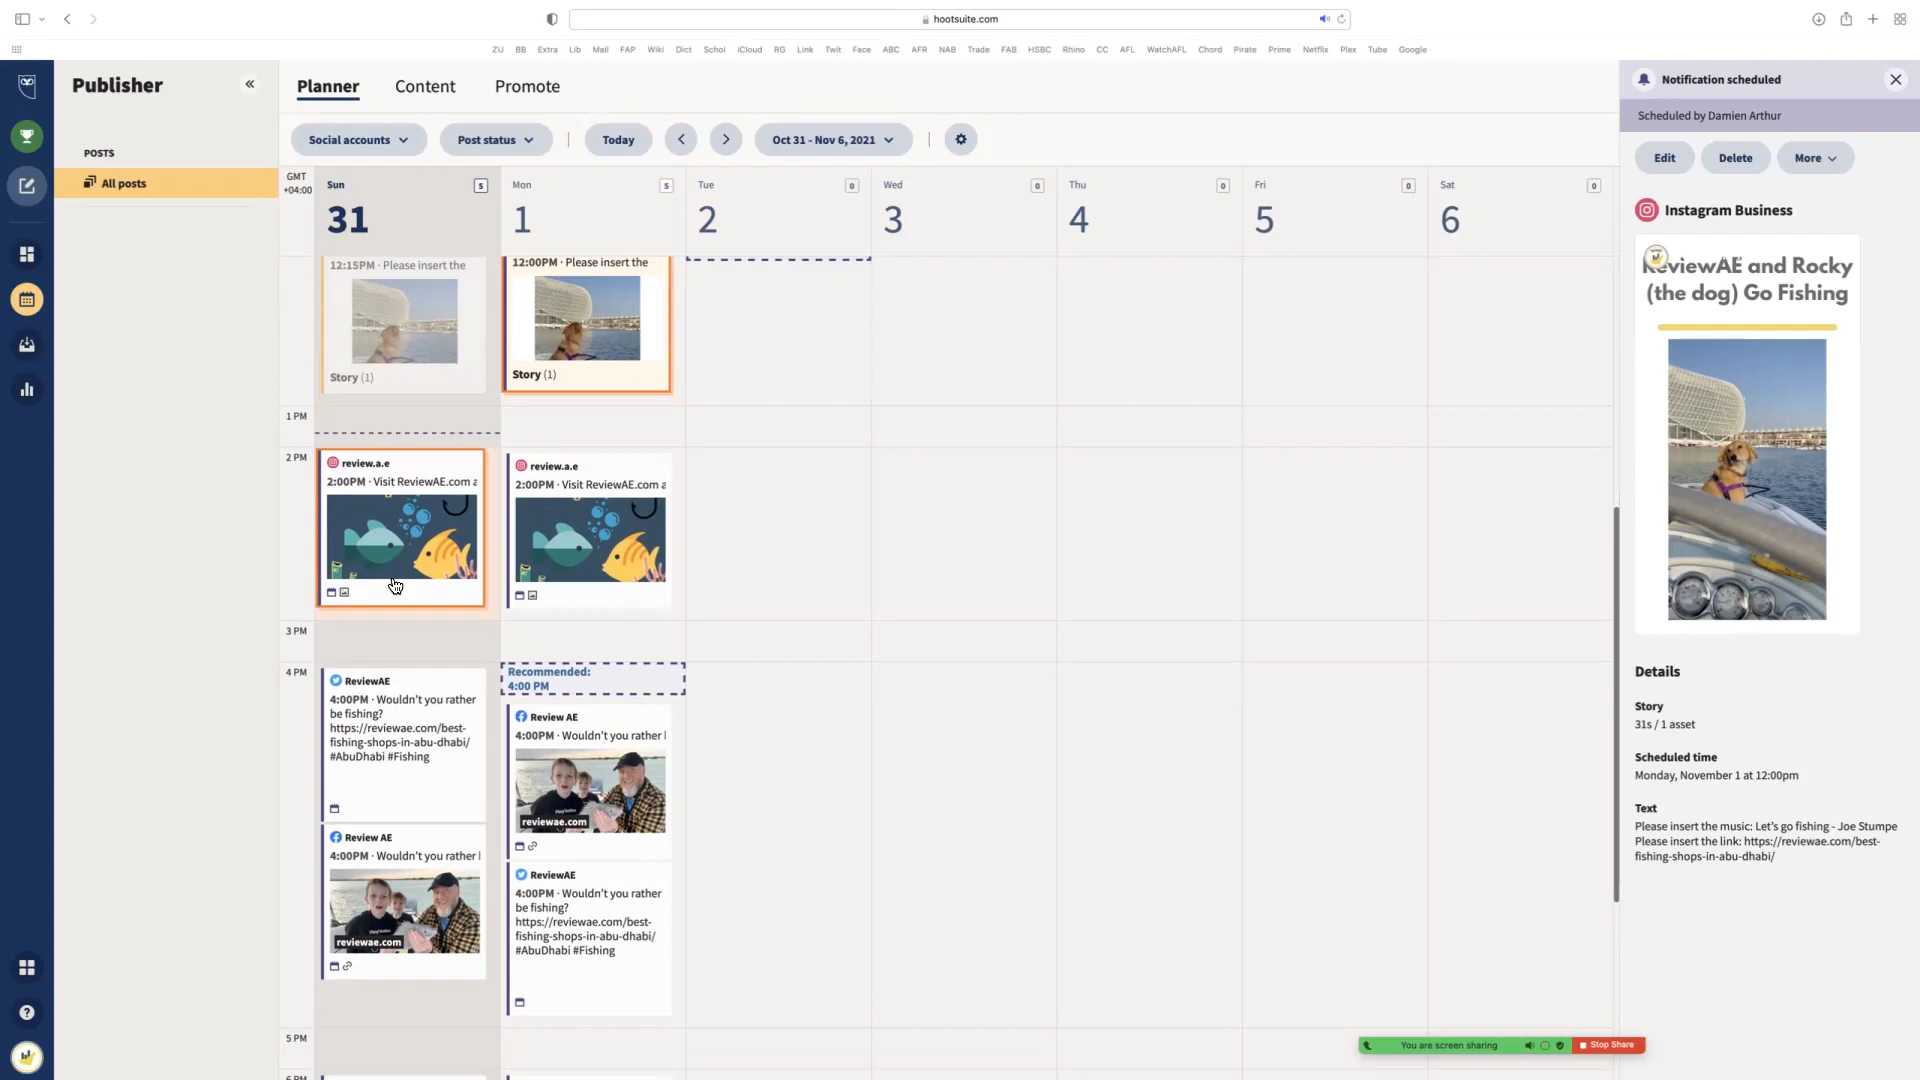 hootsuite.com
ZU BB Extra Lib Mail FAP Wiki Dict Schol iCloud RG Link Twit Face ABC AFR NAB Trade FAB HSBC Rhino CC AFL WatchAFL Chord Pirate Prime Netflix Plex Tube Google
Publisher
«
POSTS
All posts
Planner Content Promote
Social accounts Post status Today Oct 31 - Nov 6, 2021
GMT +04:00
Sun 5
31
Mon 5
1
Tue 0
2
Wed 0
3
Thu 0
4
Fri 0
5
Sat 0
6
12:15PM · Please insert the
Story (1)
12:00PM · Please insert the
Story (1)
1 PM
2 PM
review.a.e
2:00PM · Visit ReviewAE.com a
review.a.e
2:00PM · Visit ReviewAE.com a
3 PM
4 PM
ReviewAE
4:00PM · Wouldn't you rather
be fishing?
https://reviewae.com/best-
fishing-shops-in-abu-dhabi/
#AbuDhabi #Fishing
Review AE
4:00PM · Wouldn't you rather
reviewae.com
Recommended:
4:00 PM
Review AE
4:00PM · Wouldn't you rather
reviewae.com
ReviewAE
4:00PM · Wouldn't you rather
be fishing?
https://reviewae.com/best-
fishing-shops-in-abu-dhabi/
#AbuDhabi #Fishing
5 PM
6 PM
Notification scheduled
Scheduled by Damien Arthur
Edit Delete More
Instagram Business
ReviewAE and Rocky
(the dog) Go Fishing
Details
Story
31s / 1 asset
Scheduled time
Monday, November 1 at 12:00pm
Text
Please insert the music: Let's go fishing - Joe Stumpe
Please insert the link: https://reviewae.com/best-
fishing-shops-in-abu-dhabi/
You are screen sharing Stop Share